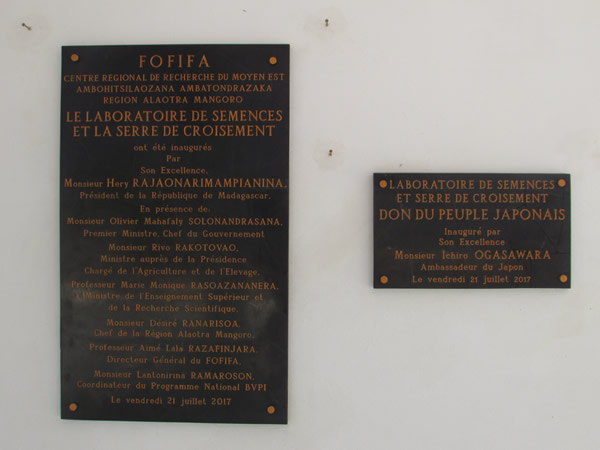 FOFIFA
CENTRE REGIONAL DE RECHERCHE DU MOYEN EST
AMBOHITSILAOZANA AMBATONDRAZAKA
REGION ALAOTRA MANGORO
LE LABORATOIRE DE SEMENCES
ET LA SERRE DE CROISEMENT
ont été inaugurés
Par
Son Excellence,
Monsieur Hery RAJAONARIMAMPIANINA,
Président de la République de Madagascar,
En présence de
Monsieur Olivier Mahafaly SOLONANDRASANA,
Premier Ministre, Chef du Gouvernement
Monsieur Rivo RAKOTOVAO,
Ministre auprès de la Présidence
Chargé de l'Agriculture et de l'Elevage,
Professeur Marie Monique RASOAZANANERA,
Ministre de l'Enseignement Supérieur et
de la Recherche Scientifique,
Monsieur Désiré RANARISOA,
Chef de la Région Alaotra Mangoro,
Professeur Aimé Lala RAZAFINJARA,
Directeur Général du FOFIFA,
Monsieur Lantonirina RAMAROSON,
Coordinateur du Programme National BVPI
Le vendredi 21 juillet 2017
LABORATOIRE DE SEMENCES
ET SERRE DE CROISEMENT
DON DU PEUPLE JAPONAIS
Inauguré par
Son Excellence
Monsieur Ichiro OGASAWARA
Ambassadeur du Japon
Le vendredi 21 juillet 2017